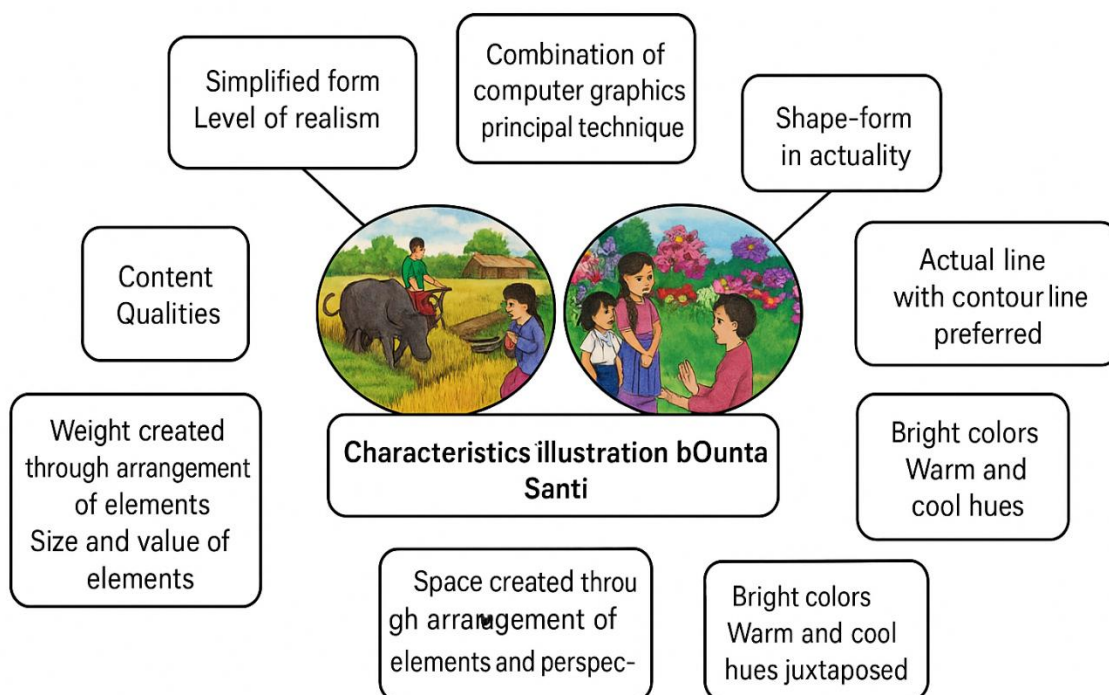 Simplified form
Level of realism
Combination of
computer graphics
principal technique
Shape-form
in actuality
Content
Qualities
Actual line
with contour line
preferred
Weight created
through arrangement
of elements
Size and value of
elements
Characteristics illustration bOunta
Santi
Bright colors
Warm and
cool hues
Space created throu
gh arrangement of
elements and perspec-
Bright colors
Warm and cool
hues juxtaposed